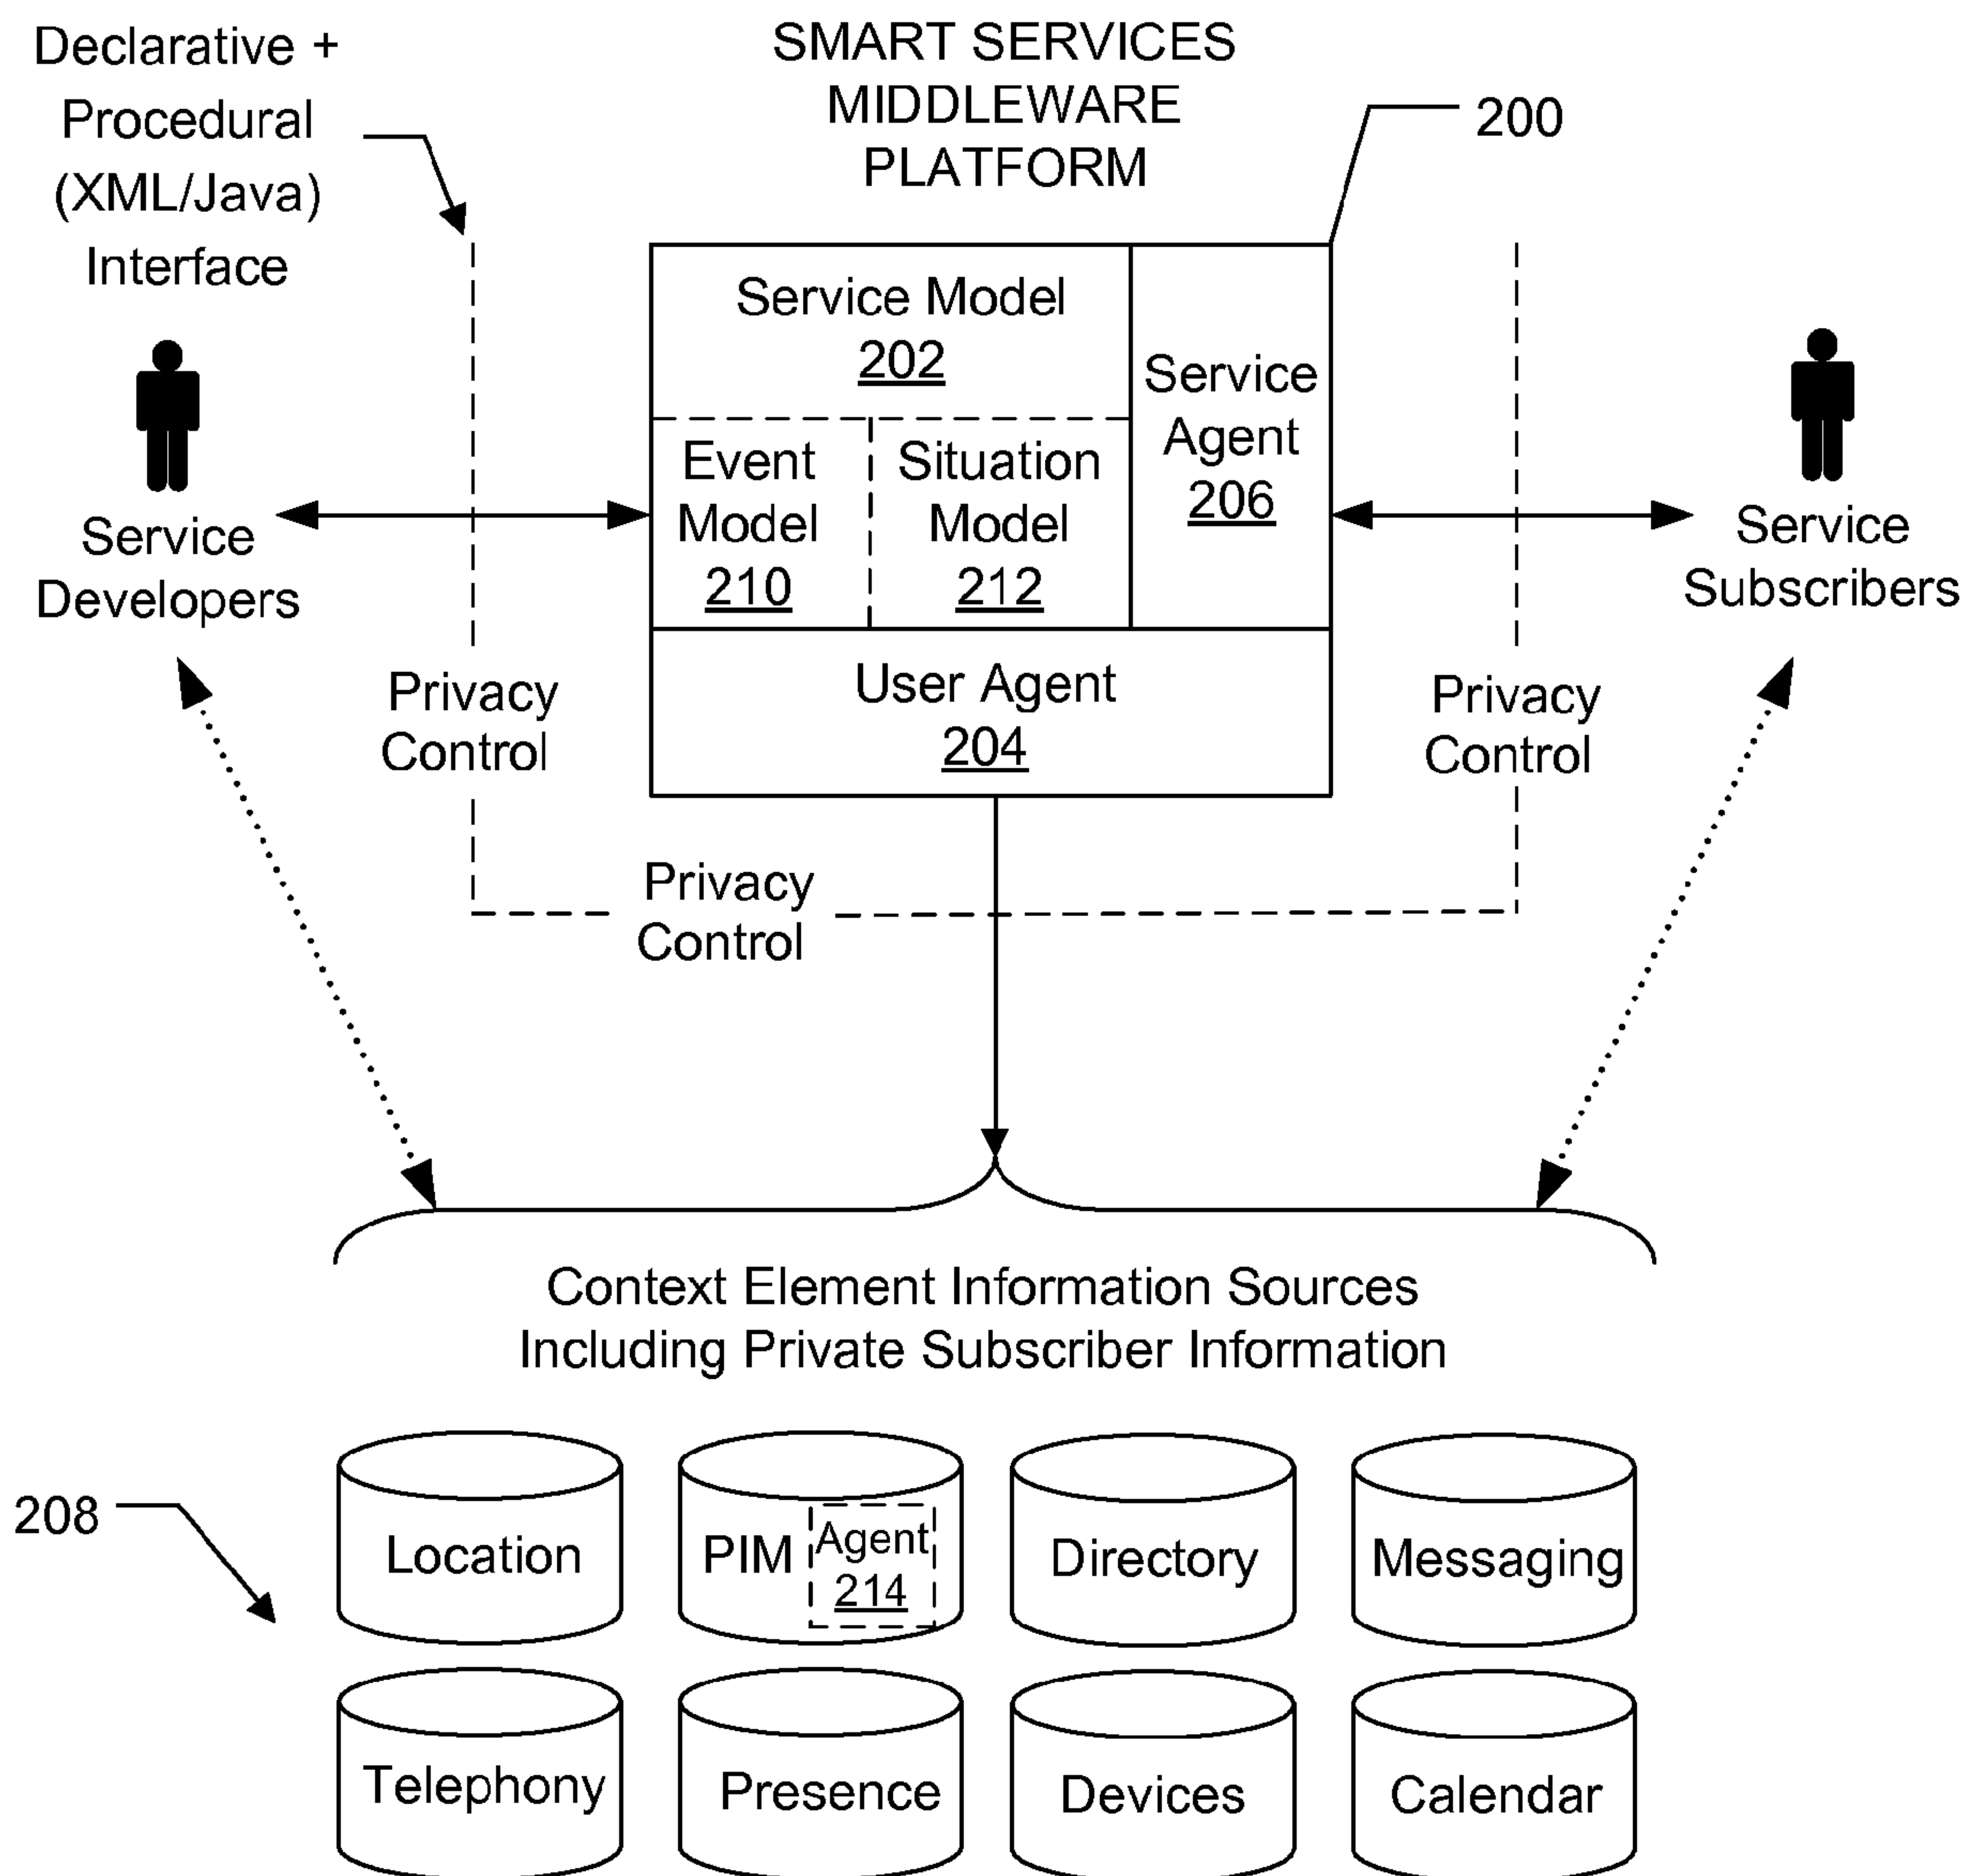 Declarative +
Procedural
(XML/Java)
Interface
SMART SERVICES
MIDDLEWARE
PLATFORM
200
Service Model
202
Service
Agent
206
Event
Model
210
Situation
Model
212
User Agent
204
Service
Developers
Service
Subscribers
Privacy
Control
Privacy
Control
Privacy
Control
Context Element Information Sources
Including Private Subscriber Information
208
Location
PIM
Agent
214
Directory
Messaging
Telephony
Presence
Devices
Calendar